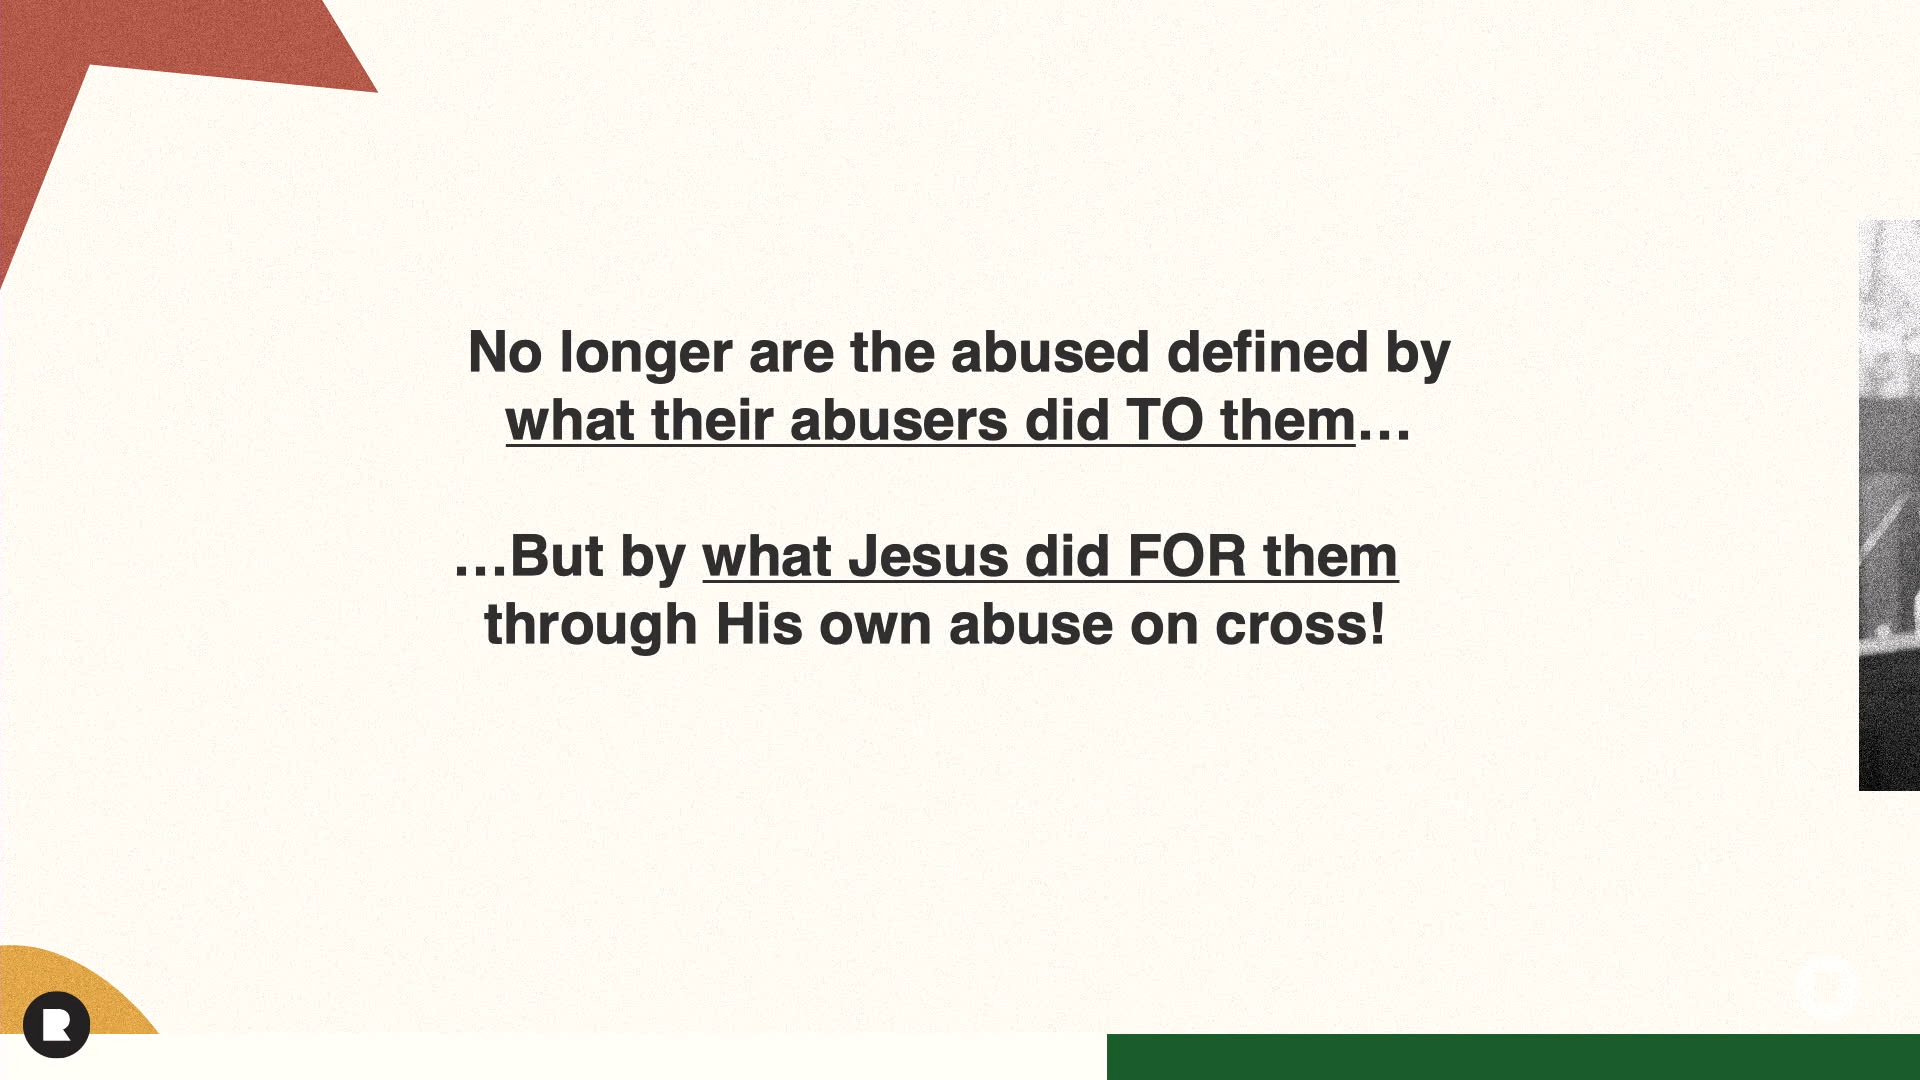 No longer are the abused defined by
what their abusers did TO them…
…But by what Jesus did FOR them
through His own abuse on cross!
R